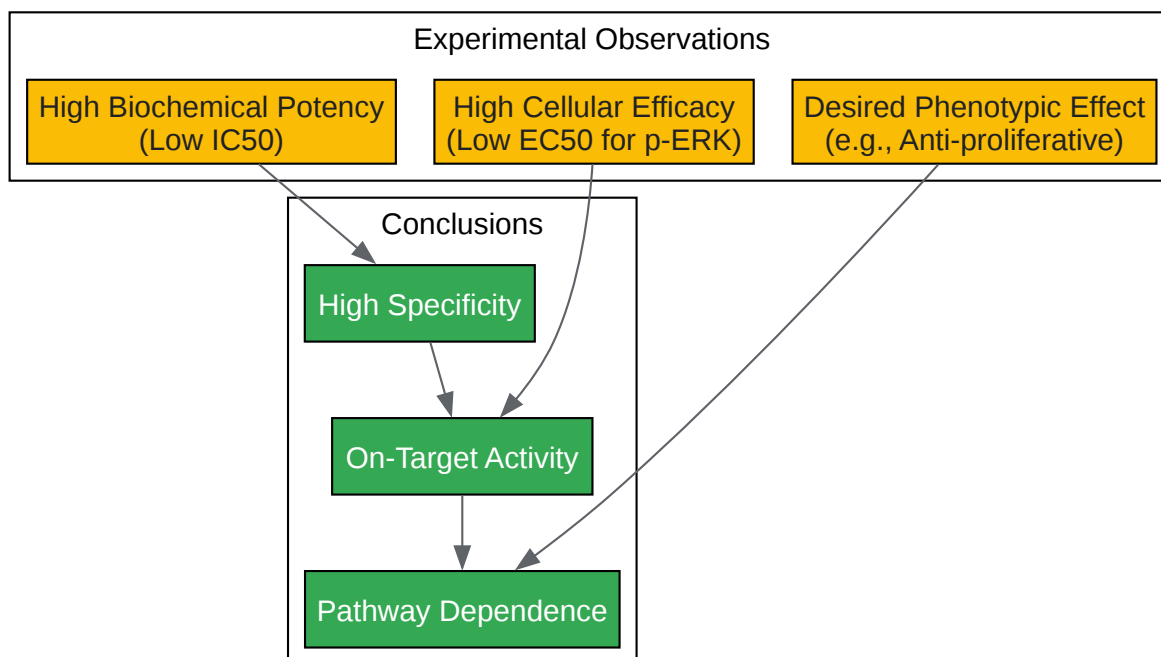 Experimental Observations
High Biochemical Potency
(Low IC50)
High Cellular Efficacy
(Low EC50 for p-ERK)
Desired Phenotypic Effect
(e.g., Anti-proliferative)
Conclusions
High Specificity
On-Target Activity
Pathway Dependence